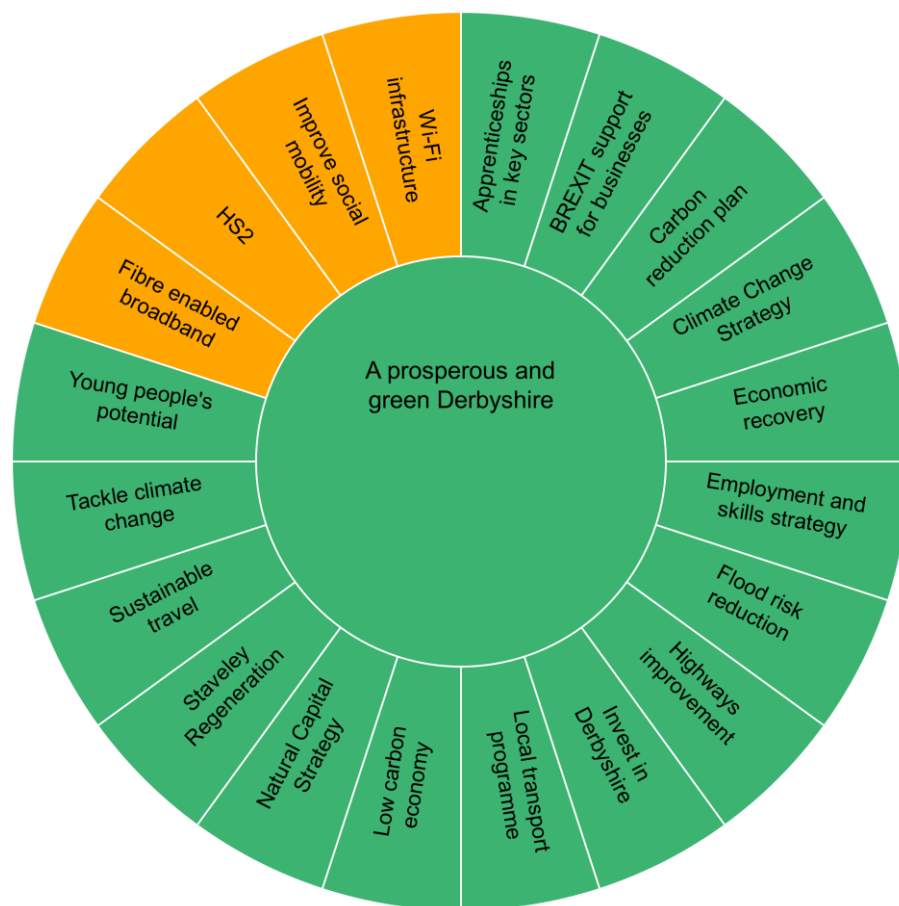 A prosperous and
green Derbyshire
Apprenticeships
in key sectors
BREXIT support
for businesses
Carbon
reduction plan
Climate Change
Strategy
Economic
recovery
Employment and
skills strategy
Flood risk
reduction
Highways
improvement
Invest in
Derbyshire
Local transport
programme
Low carbon
economy
Natural Capital
Strategy
Staveley
Regeneration
Sustainable
travel
Tackle climate
change
Young people's
potential
Fibre enabled
broadband
HS2
Improve social
mobility
Wi-Fi
infrastructure